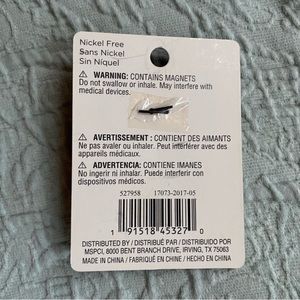 Nickel Free
Sans Nickel
Sin Níquel
⚠ WARNING: CONTAINS MAGNETS
Do not swallow or inhale. May interfere with
medical devices.
⚠ AVERTISSEMENT : CONTIENT DES AIMANTS
Ne pas avaler ou inhaler. Peut interférer avec des
appareils médicaux.
⚠ ADVERTENCIA: CONTIENE IMANES
No ingerir ni inhalar. Puede interferir con
dispositivos médicos.
527958 17073-2017-05
1 91518 45327 0
DISTRIBUTED BY / DISTRIBUÉ PAR / DISTRIBUIDO POR
MSPCI, 8000 BENT BRANCH DRIVE, IRVING, TX 75063
MADE IN CHINA / FABRIQUÉ EN CHINE / HECHO EN CHINA